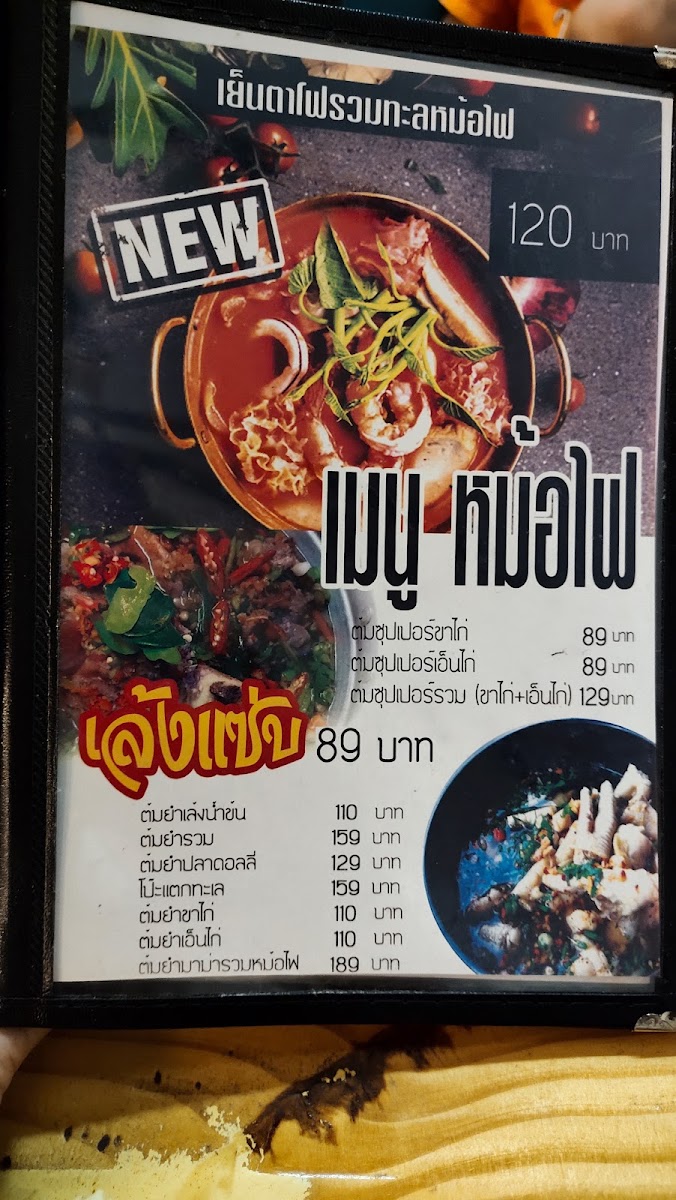 เย็นตาโฟรวมทะลหม้อไฟ
NEW
120 บาท
เมนู หม้อไฟ
ต้มซุปเปอร์ขาไก่ 89 บาท
ต้มซุปเปอร์เอ็นไก่ 89 บาท
ต้มซุปเปอร์รวม (ขาไก่+เอ็นไก่) 129 บาท
เล้งแซ่บ 89 บาท
ต้มยำเล้งน้ำข้น 110 บาท
ต้มยำรวม 159 บาท
ต้มยำปลาดอลลี่ 129 บาท
โป๊ะแตกทะเล 159 บาท
ต้มยำขาไก่ 110 บาท
ต้มยำเอ็นไก่ 110 บาท
ต้มยำมาม่ารวมหม้อไฟ 189 บาท